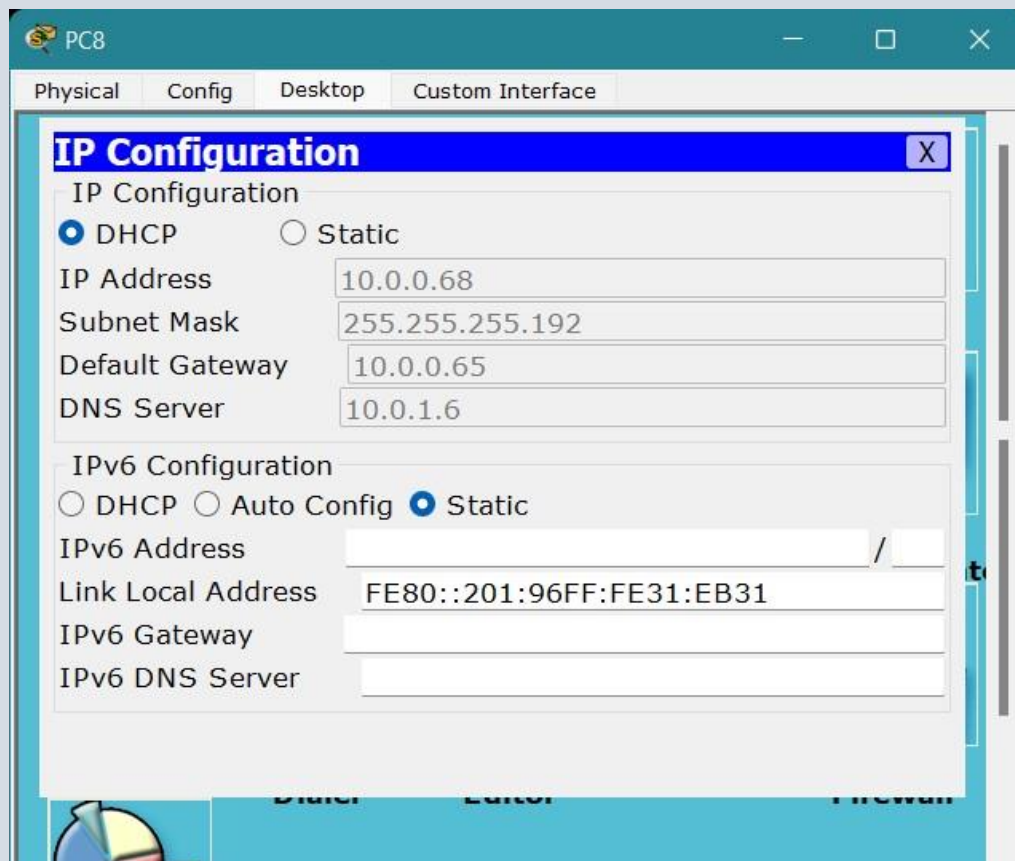 PC8
Physical Config Desktop Custom Interface
IP Configuration X
IP Configuration
DHCP Static
IP Address 10.0.0.68
Subnet Mask 255.255.255.192
Default Gateway 10.0.0.65
DNS Server 10.0.1.6
IPv6 Configuration
DHCP Auto Config Static
IPv6 Address /
Link Local Address FE80::201:96FF:FE31:EB31
IPv6 Gateway
IPv6 DNS Server
Dialer Editor Firewall